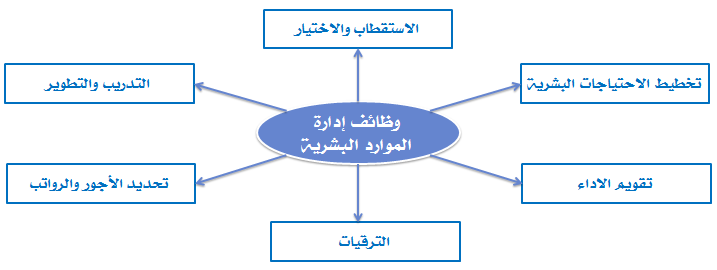 الاستقطاب والاختيار
تخطيط الاحتياجات البشرية
التدريب والتطوير
وظائف إدارة
الموارد البشرية
تقويم الاداء
تحديد الأجور والرواتب
الترقيات